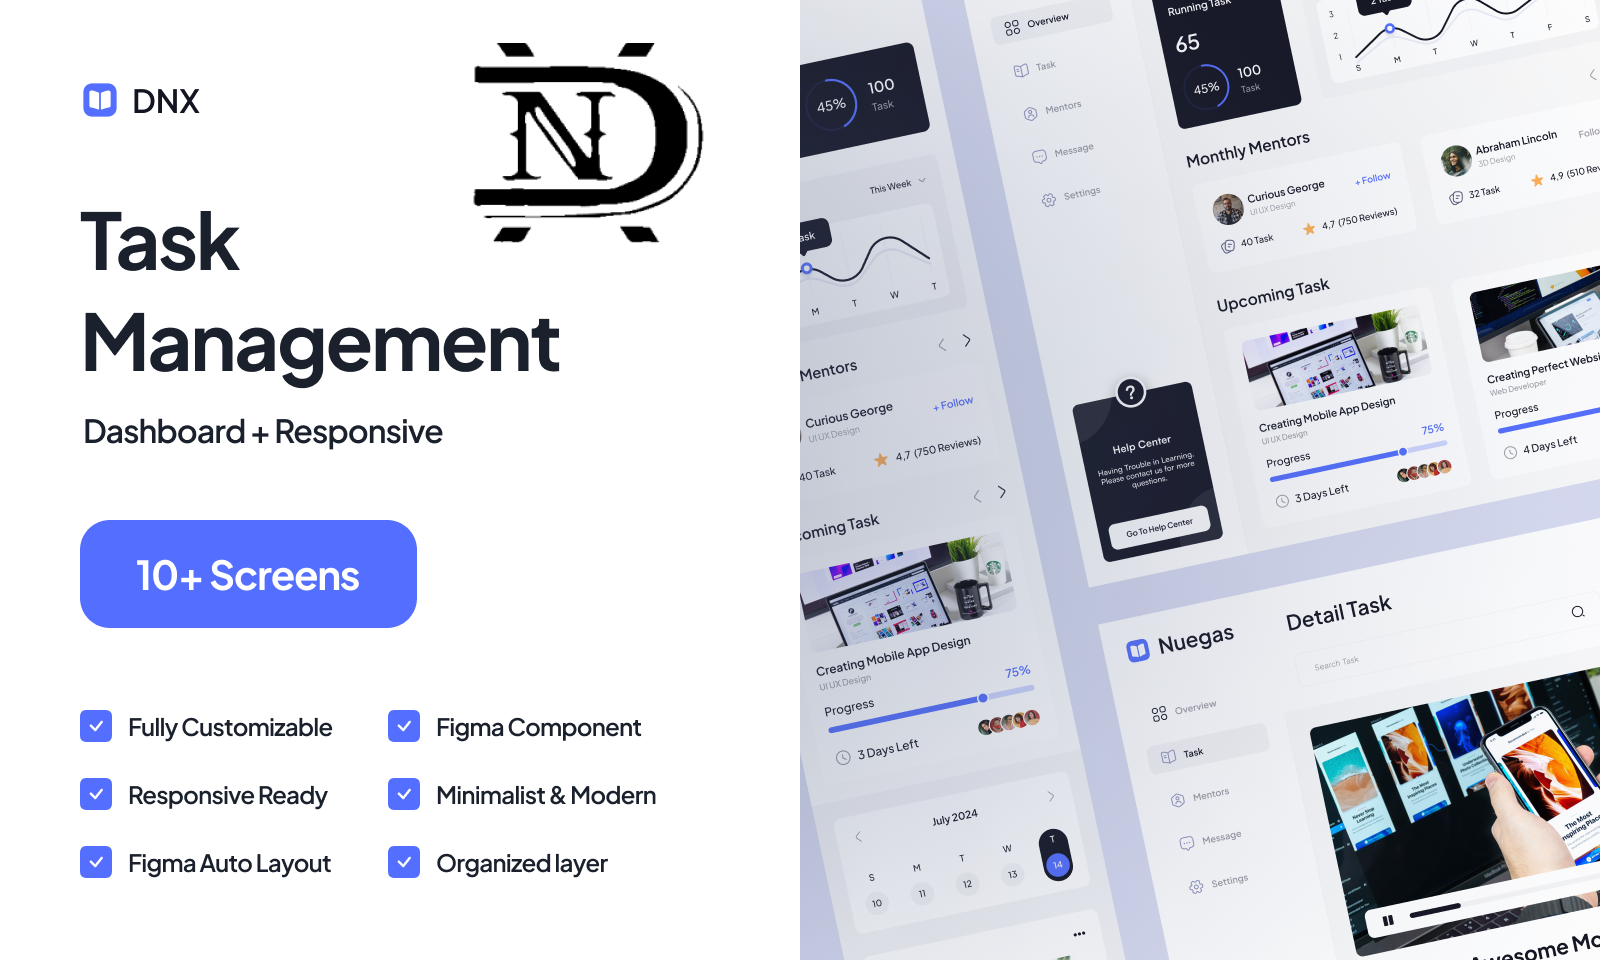 DNX
DN
Task
Management
Dashboard + Responsive
10+ Screens
Fully Customizable
Figma Component
Responsive Ready
Minimalist & Modern
Figma Auto Layout
Organized layer
45%
100
Task
This Week
M
T
W
T
Mentors
Curious George
UI UX Design
+ Follow
40 Task
4,7 (750 Reviews)
Task
Creating Mobile App Design
UI UX Design
75%
Progress
3 Days Left
July 2024
S
M
T
W
T
10
11
12
13
14
Overview
Task
Mentors
Message
Settings
?
Help Center
Having Trouble in Learning.
Please contact us for more
questions.
Go To Help Center
Running Task
65
45%
100
Task
3
2
1
S
M
T
W
T
F
S
Monthly Mentors
Curious George
UI UX Design
+ Follow
40 Task
4,7 (750 Reviews)
Abraham Lincoln
3D Design
32 Task
4,9
Upcoming Task
Creating Mobile App Design
UI UX Design
Progress
75%
3 Days Left
Creating Perfect
Web Developer
Progress
4 Days Left
Nuegas
Overview
Task
Mentors
Message
Settings
Detail Task
Search Task
The Most